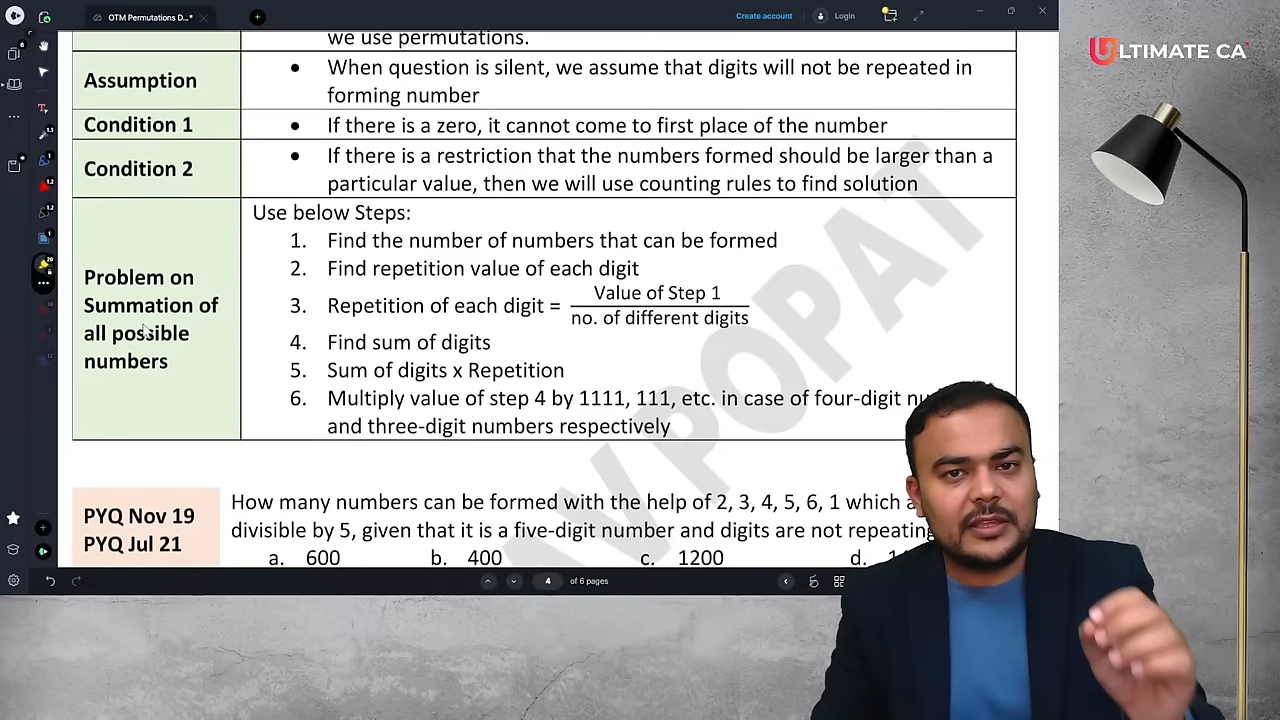 OTM Permutations D...*
Create account
Login
ULTIMATE CA
we use permutations.
Assumption
• When question is silent, we assume that digits will not be repeated in
forming number
Condition 1
• If there is a zero, it cannot come to first place of the number
Condition 2
• If there is a restriction that the numbers formed should be larger than a
particular value, then we will use counting rules to find solution
Problem on
Summation of
all possible
numbers
Use below Steps:
1. Find the number of numbers that can be formed
2. Find repetition value of each digit
3. Repetition of each digit = Value of Step 1
no. of different digits
4. Find sum of digits
5. Sum of digits x Repetition
6. Multiply value of step 4 by 1111, 111, etc. in case of four-digit
and three-digit numbers respectively
AV POPAT
PYQ Nov 19
PYQ Jul 21
How many numbers can be formed with the help of 2, 3, 4, 5, 6, 1 which
divisible by 5, given that it is a five-digit number and digits are not repeating
a. 600 b. 400 c. 1200 d.
4 of 6 pages